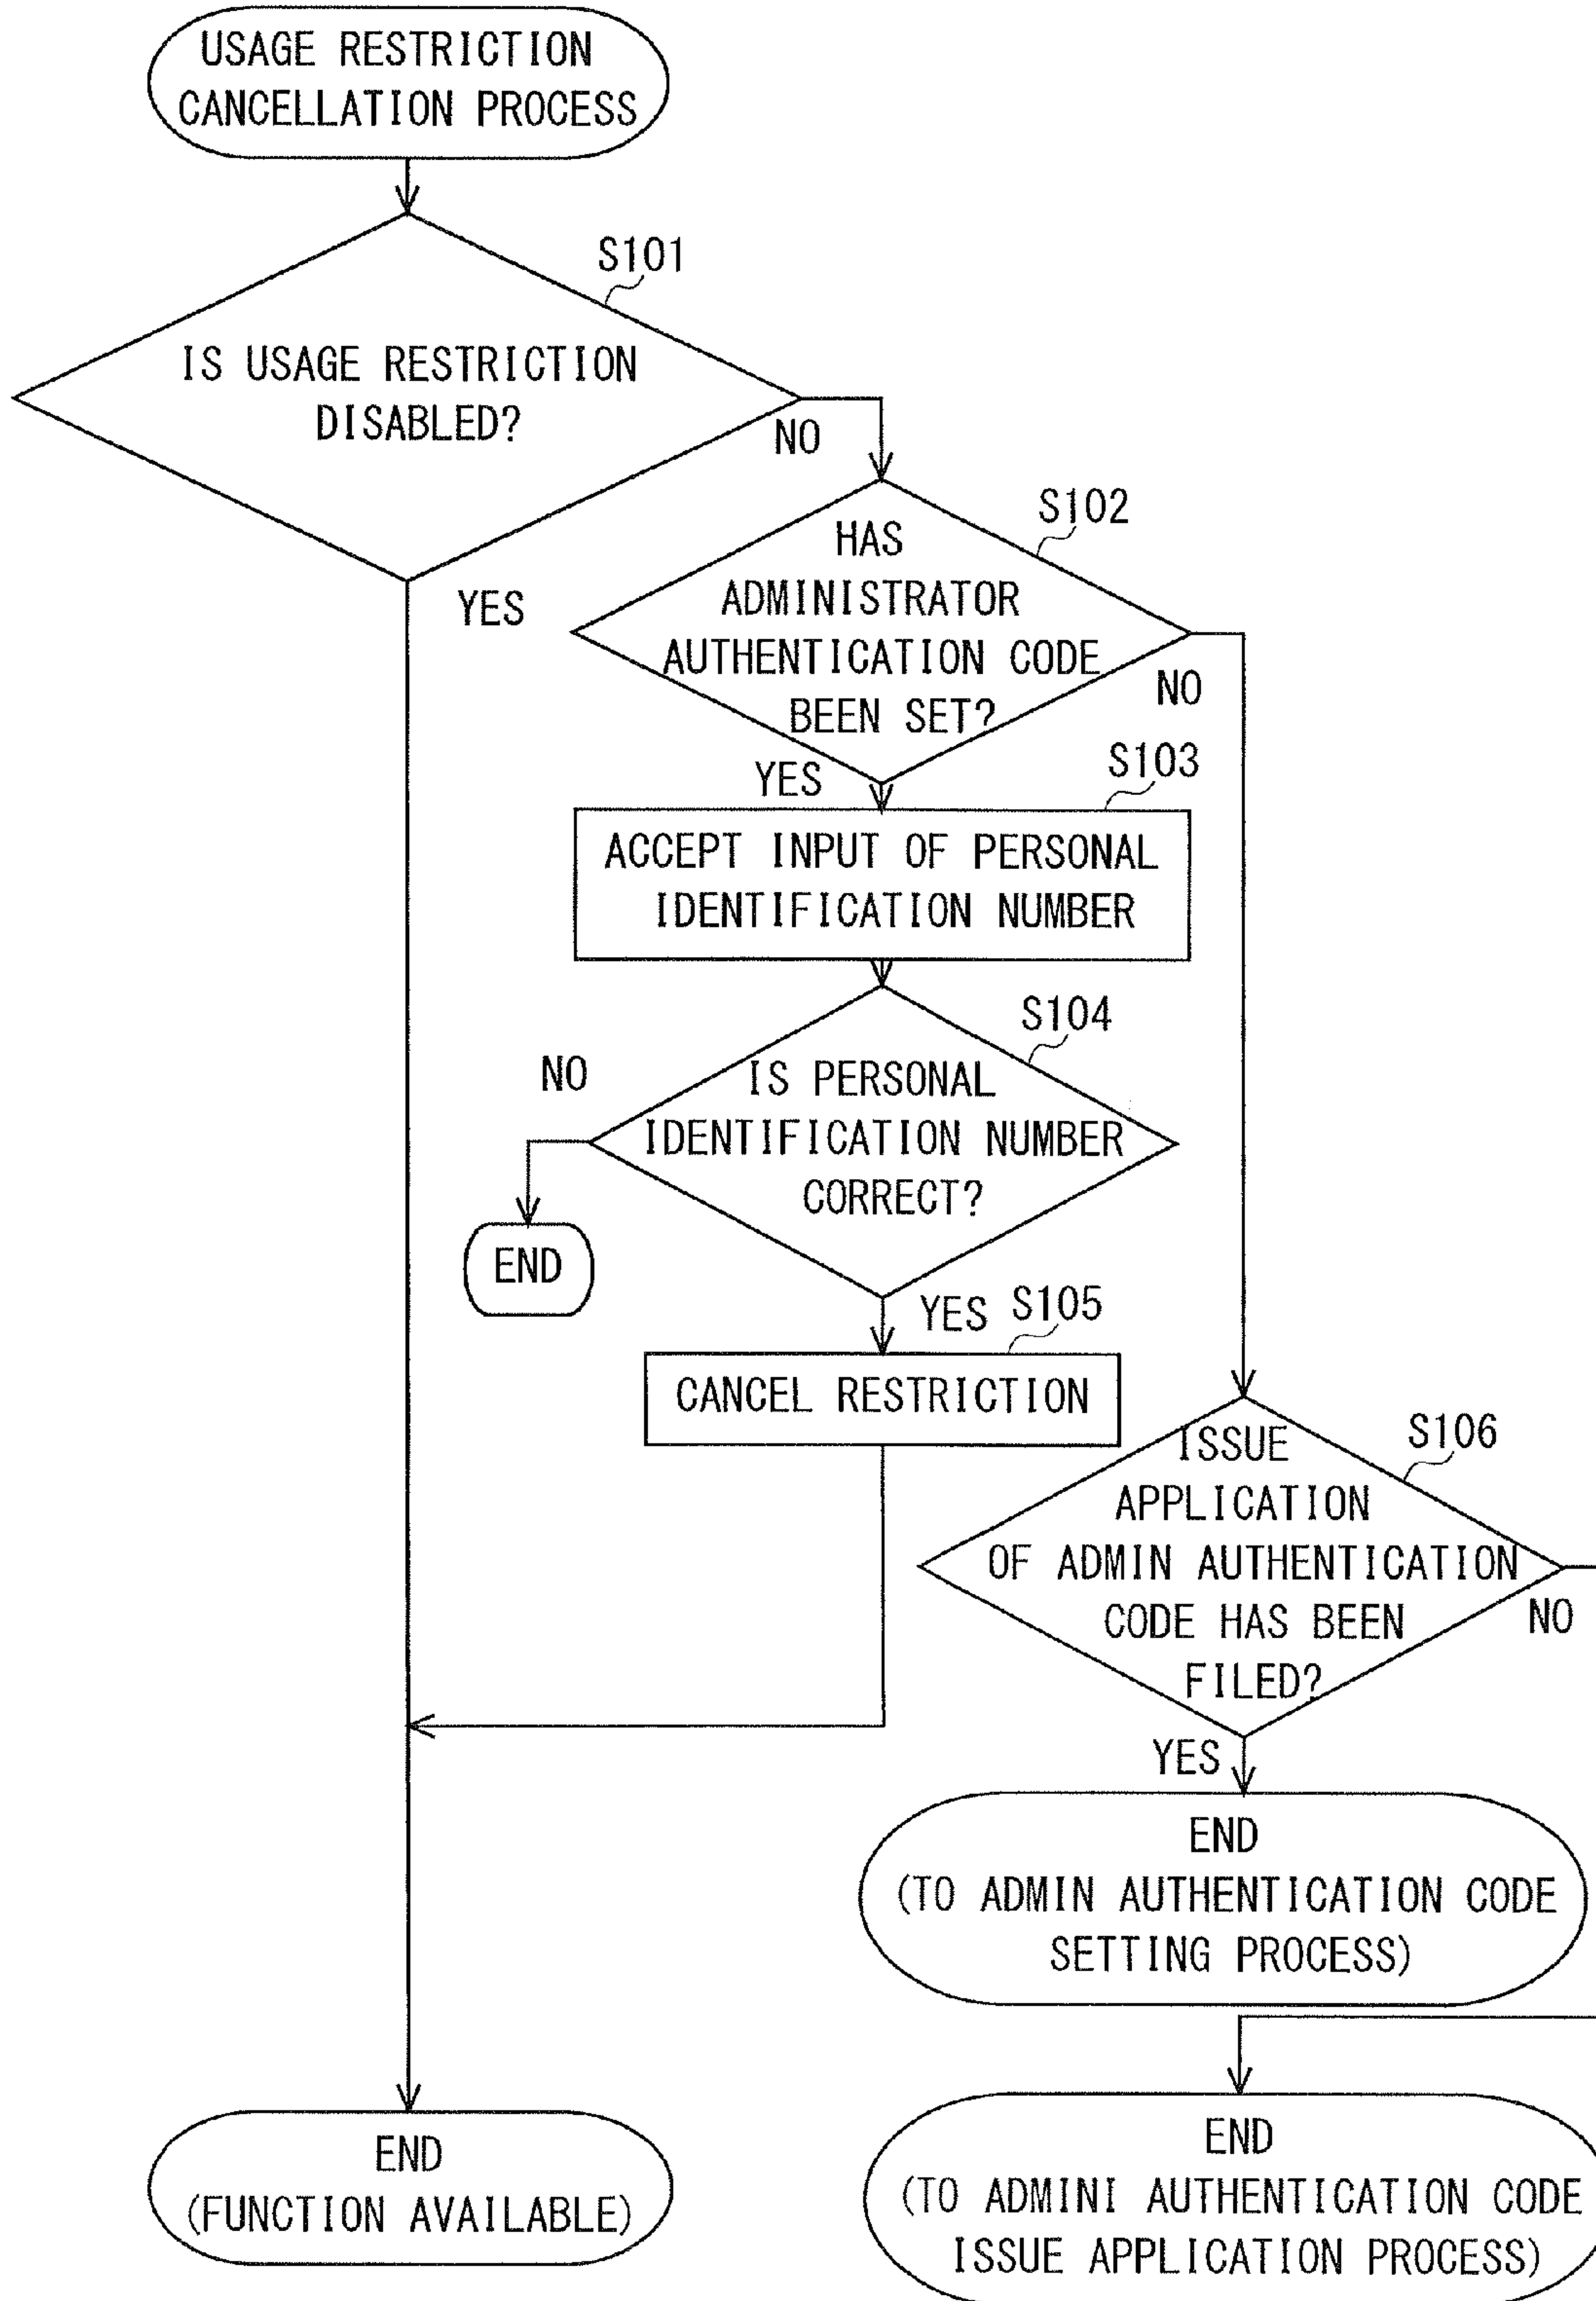 USAGE RESTRICTION
CANCELLATION PROCESS
S101
IS USAGE RESTRICTION
DISABLED?
NO
YES
S102
HAS
ADMINISTRATOR
AUTHENTICATION CODE
BEEN SET?
NO
YES
S103
ACCEPT INPUT OF PERSONAL
IDENTIFICATION NUMBER
S104
NO
IS PERSONAL
IDENTIFICATION NUMBER
CORRECT?
END
YES
S105
CANCEL RESTRICTION
S106
ISSUE
APPLICATION
OF ADMIN AUTHENTICATION
CODE HAS BEEN
FILED?
NO
YES
END
(TO ADMIN AUTHENTICATION CODE
SETTING PROCESS)
END
(FUNCTION AVAILABLE)
END
(TO ADMINI AUTHENTICATION CODE
ISSUE APPLICATION PROCESS)